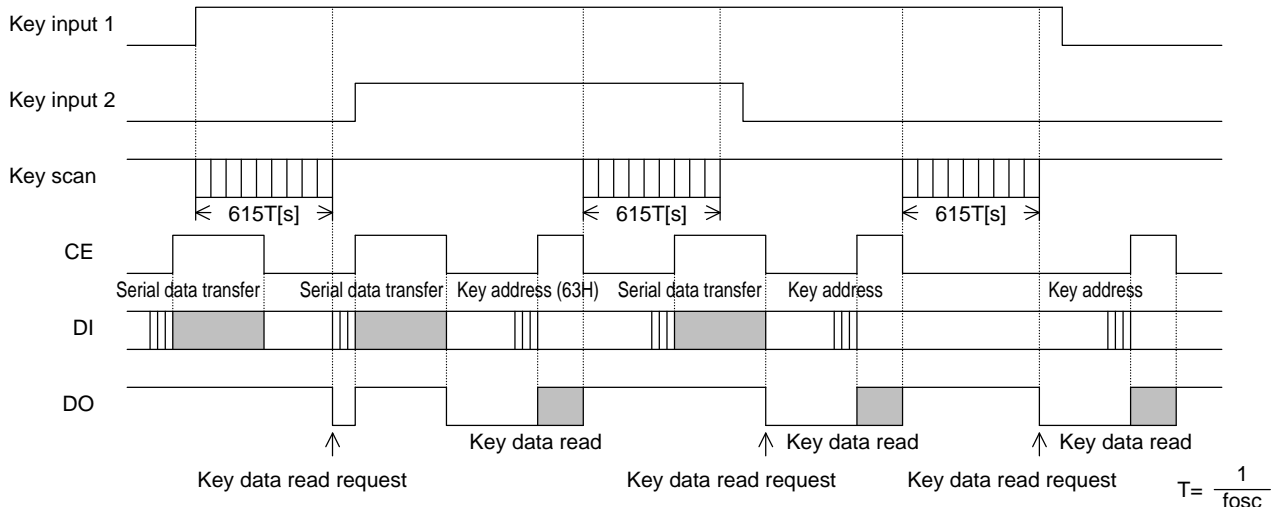 Key input 1
Key input 2
Key scan
615T[s] 615T[s] 615T[s]
CE
Serial data transfer Serial data transfer Key address (63H) Serial data transfer Key address Key address
DI
DO
Key data read Key data read Key data read
Key data read request Key data read request Key data read request
T= 1
fosc